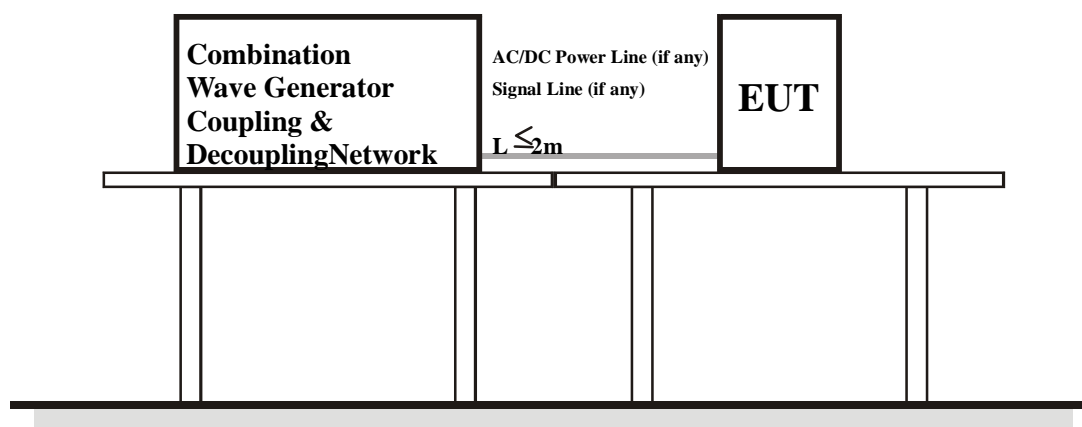 Combination
Wave Generator
Coupling &
DecouplingNetwork
AC/DC Power Line (if any)
Signal Line (if any)
L ≤2m
EUT